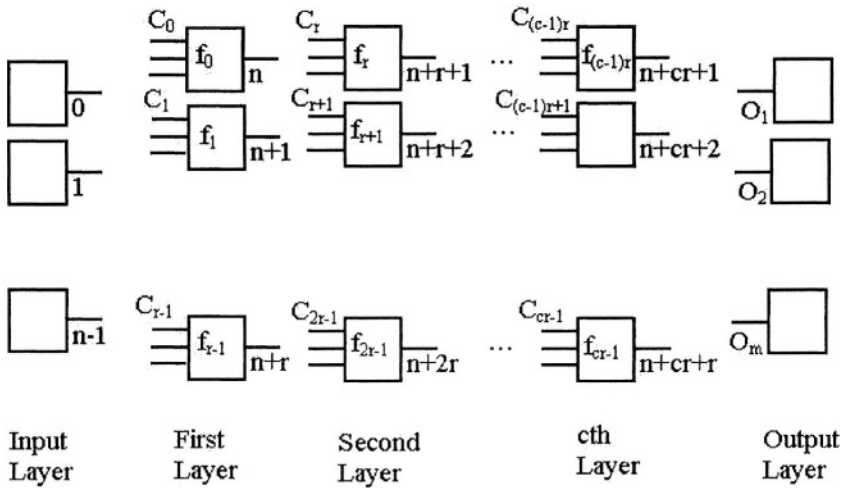 C0 Cr C(c-1)r
f0 fr f(c-1)r
n n+r+1 ... n+cr+1
0 O1
C1 Cr+1 C(c-1)r+1
f1 fr+1 ...
n+1 n+r+2 n+cr+2
1 O2
Cr-1 C2r-1 Ccr-1
fr-1 f2r-1 ... fcr-1
n-1 n+r n+2r n+cr+r Om
Input Layer
First Layer
Second Layer
cth Layer
Output Layer